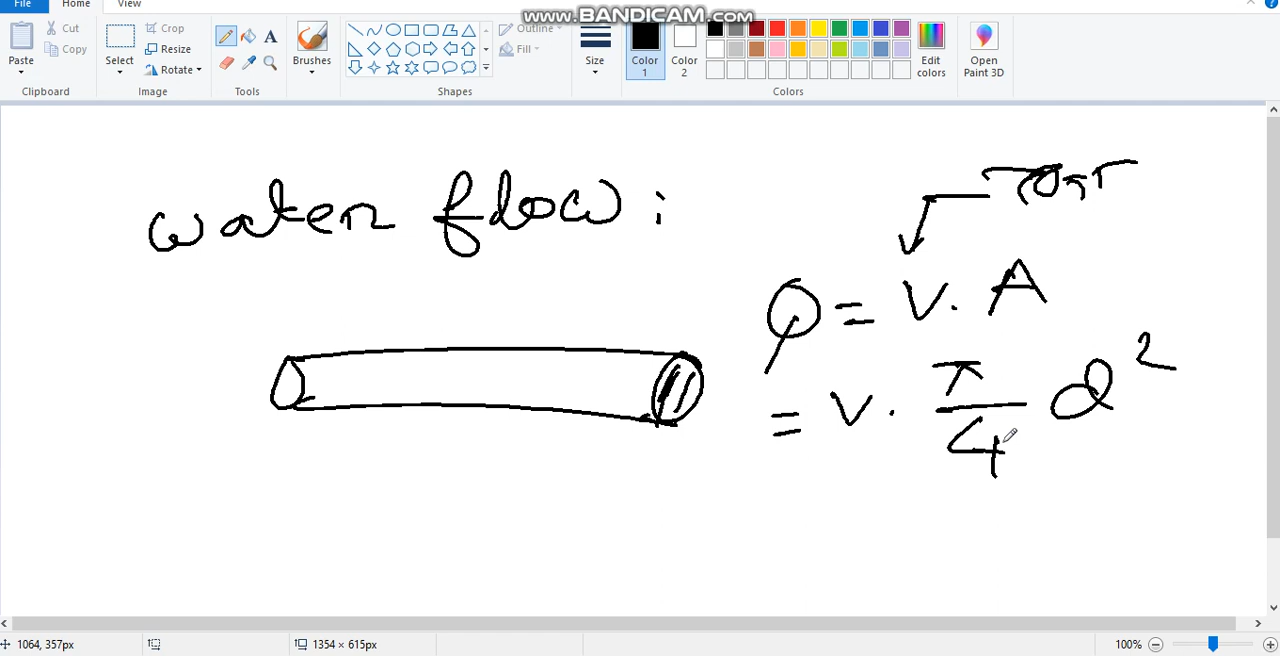 www.BANDICAM.com
File Home View
Paste
Cut
Copy
Clipboard
Select
Crop
Resize
Rotate
Image
A
Tools
Brushes
Shapes
Outline
Fill
Size
Color 1
Color 2
Edit colors
Colors
Open Paint 3D
water flow :
Q = V. A
= V. π/4 d²
1064, 357px
1354 × 615px
100%